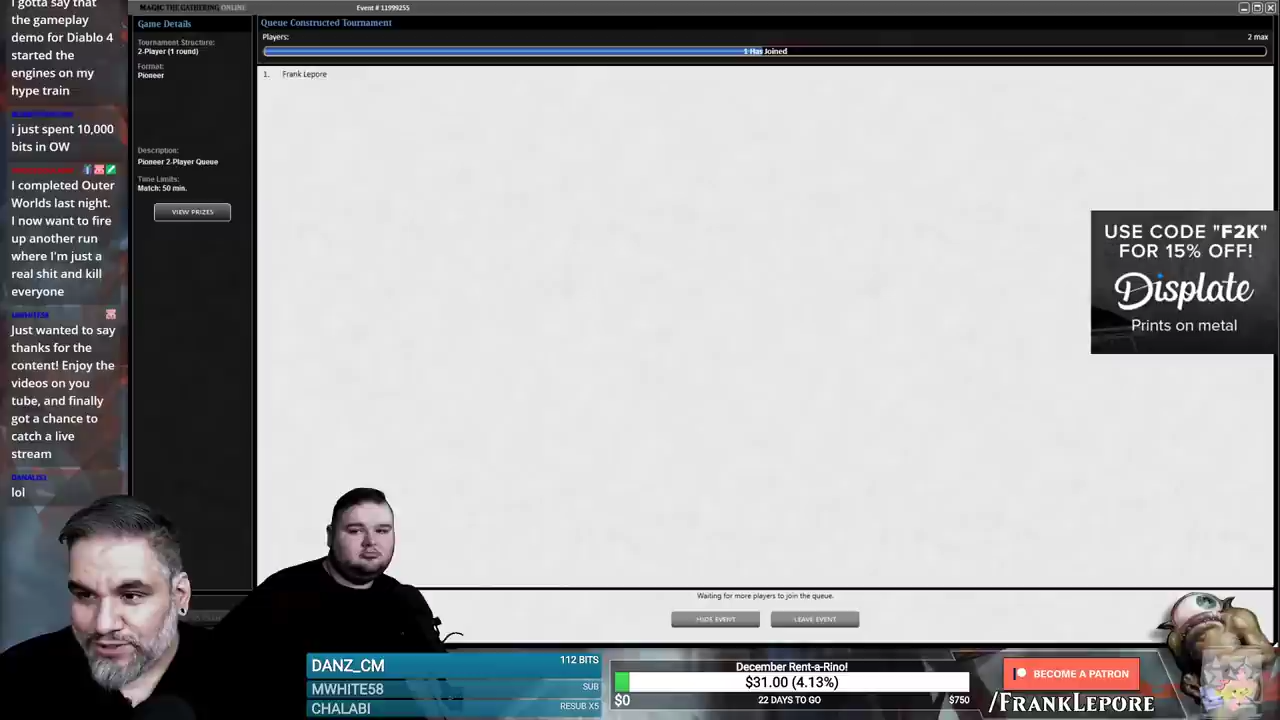 I gotta say that
the gameplay
demo for Diablo 4
started the
engines on my
hype train
i just spent 10,000
bits in OW
I completed Outer
Worlds last night.
I now want to fire
up another run
where I'm just a
real shit and kill
everyone
MWHITE58
Just wanted to say
thanks for the
content! Enjoy the
videos on you
tube, and finally
got a chance to
catch a live
stream
lol
MAGIC THE GATHERING ONLINE
Event # 11999255
Game Details
Tournament Structure:
2-Player (1 round)
Format:
Pioneer
Description:
Pioneer 2-Player Queue
Time Limits:
Match: 50 min.
VIEW PRIZES
Queue Constructed Tournament
Players:
2 max
1 Has Joined
1. Frank Lepore
USE CODE "F2K"
FOR 15% OFF!
Displate
Prints on metal
Waiting for more players to join the queue.
HIDE EVENT
LEAVE EVENT
DANZ_CM
112 BITS
MWHITE58
SUB
CHALABI
RESUB X5
December Rent-a-Rino!
$31.00 (4.13%)
$0
22 DAYS TO GO
$750
BECOME A PATRON
/FRANKLEPORE